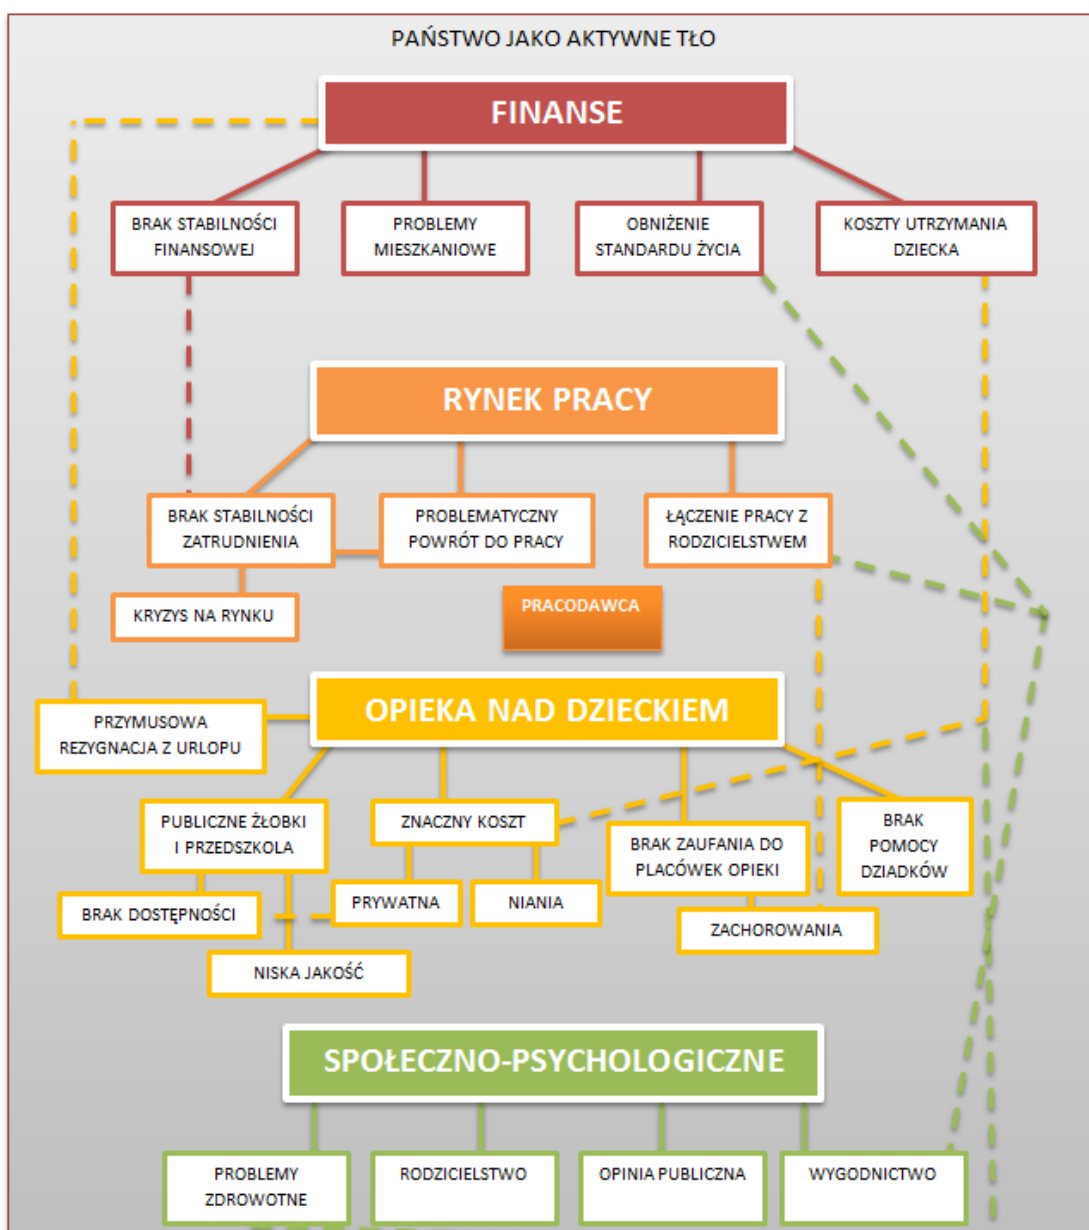 PAŃSTWO JAKO AKTYWNE TŁO
FINANSE
BRAK STABILNOŚCI
FINANSOWEJ
PROBLEMY
MIESZKANIOWE
OBNIŻENIE
STANDARDU ŻYCIA
KOSZTY UTRZYMANIA
DZIECKA
RYNEK PRACY
BRAK STABILNOŚCI
ZATRUDNIENIA
PROBLEMATYCZNY
POWRÓT DO PRACY
ŁĄCZENIE PRACY Z
RODZICIELSTWEM
KRYZYS NA RYNKU
PRACODAWCA
OPIEKA NAD DZIECKIEM
PRZYMUSOWA
REZYGNACJA Z URLOPU
PUBLICZNE ŻŁOBKI
I PRZEDSZKOLA
ZNACZNY KOSZT
BRAK ZAUFANIA DO
PLACÓWEK OPIEKI
BRAK
POMOCY
DZIADKÓW
BRAK DOSTĘPNOŚCI
PRYWATNA
NIANIA
ZACHOROWANIA
NISKA JAKOŚĆ
SPOŁECZNO-PSYCHOLOGICZNE
PROBLEMY
ZDROWOTNE
RODZICIELSTWO
OPINIA PUBLICZNA
WYGODNICTWO